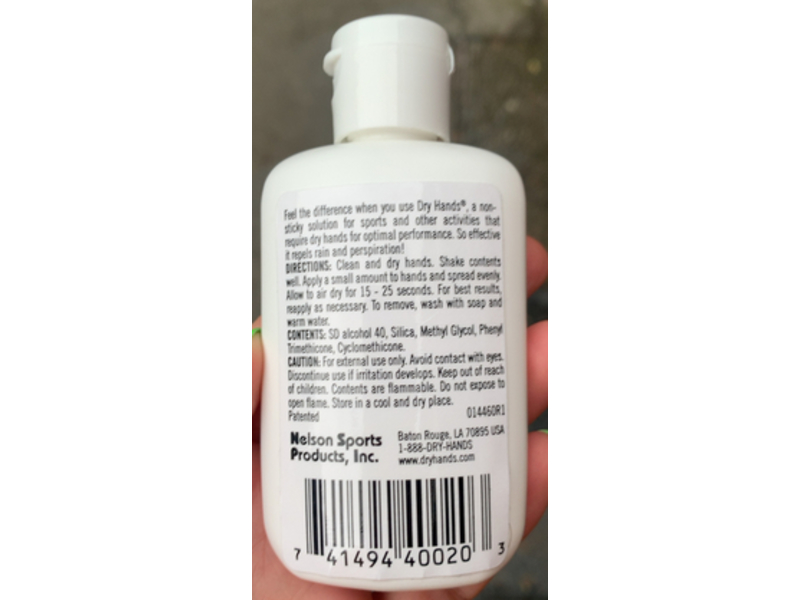 Feel the difference when you use Dry Hands®, a non-
sticky solution for sports and other activities that
require dry hands for optimal performance. So effective
it repels rain and perspiration!
DIRECTIONS: Clean and dry hands. Shake contents
well. Apply a small amount to hands and spread evenly.
Allow to air dry for 15 - 25 seconds. For best results,
reapply as necessary. To remove, wash with soap and
warm water.
CONTENTS: SD alcohol 40, Silica, Methyl Glycol, Phenyl
Trimethicone, Cyclomethicone.
CAUTION: For external use only. Avoid contact with eyes.
Discontinue use if irritation develops. Keep out of reach
of children. Contents are flammable. Do not expose to
open flame. Store in a cool and dry place.
Patented 014460R1
Nelson Sports
Products, Inc.
Baton Rouge, LA 70895 USA
1-888-DRY-HANDS
www.dryhands.com
7 41494 40020 3